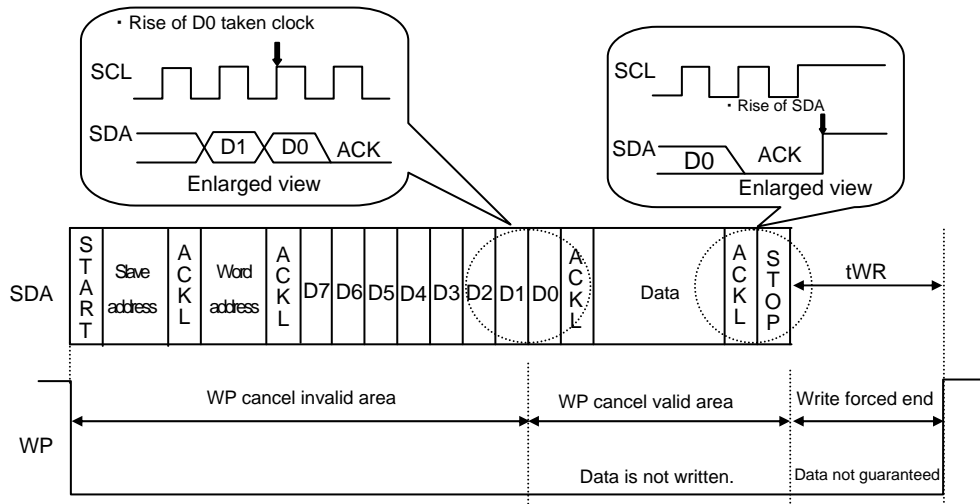 ・Rise of D0 taken clock
SCL
SDA
D1
D0
ACK
Enlarged view
SCL
・Rise of SDA
SDA
D0
ACK
Enlarged view
SDA
START
Slave address
ACKL
Word address
ACKL
D7
D6
D5
D4
D3
D2
D1
D0
ACKL
Data
ACKL
STOP
tWR
WP
WP cancel invalid area
WP cancel valid area
Write forced end
Data is not written.
Data not guaranteed